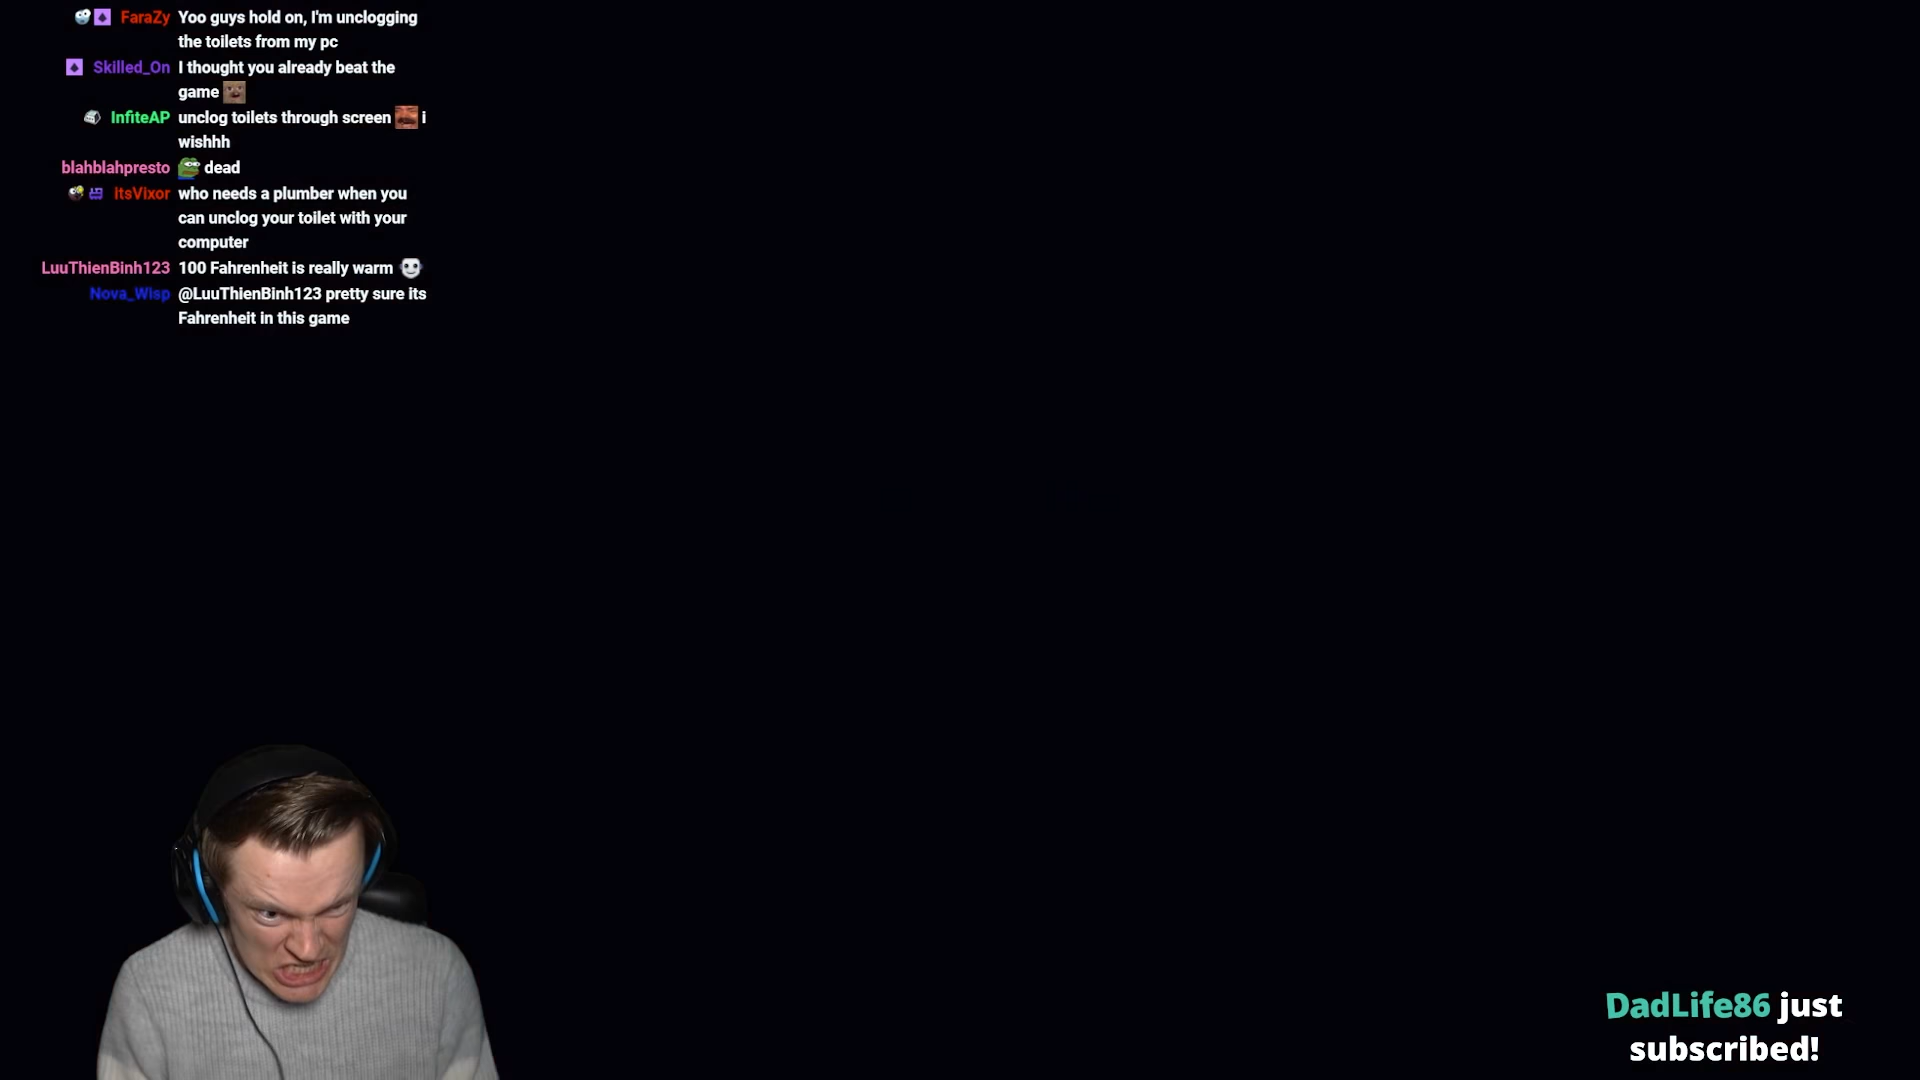 FaraZy Yoo guys hold on, I'm unclogging
the toilets from my pc
Skilled_On I thought you already beat the
game
InfiteAP unclog toilets through screen i
wishhh
blahblahpresto dead
ItsVixor who needs a plumber when you
can unclog your toilet with your
computer
LuuThienBinh123 100 Fahrenheit is really warm
Nova_Wisp @LuuThienBinh123 pretty sure its
Fahrenheit in this game
DadLife86 just
subscribed!